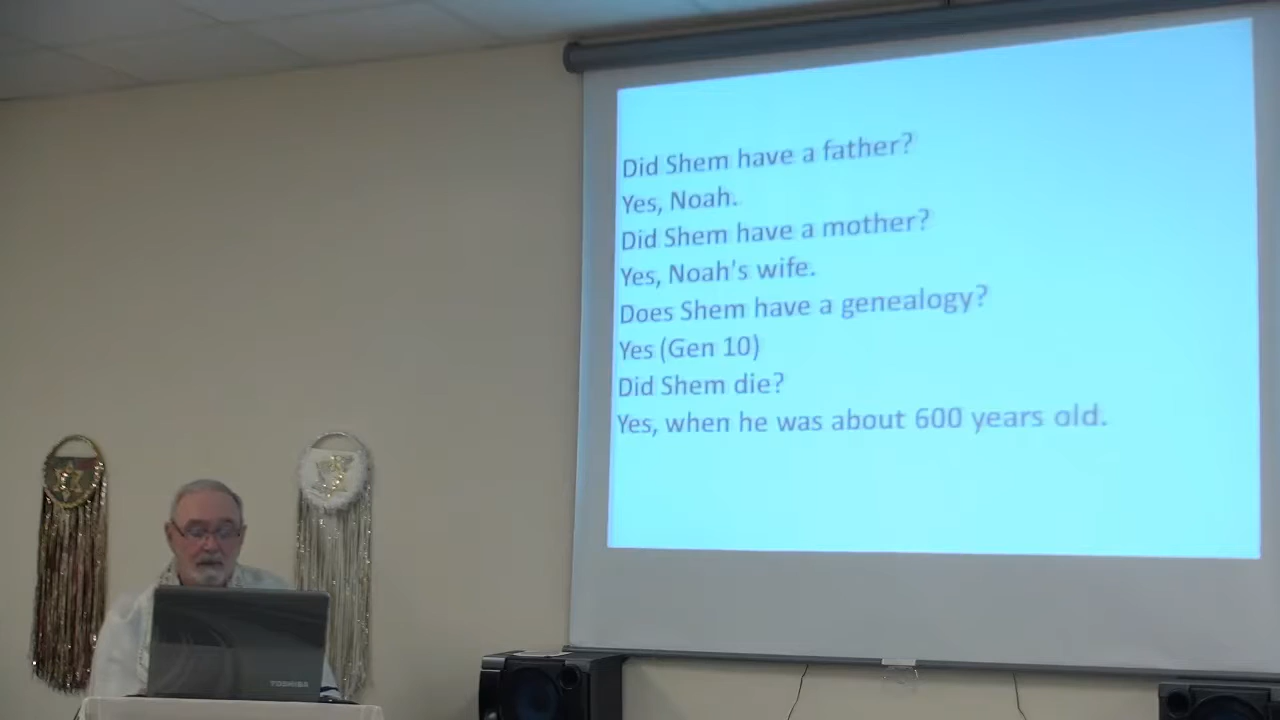 Did Shem have a father?
Yes, Noah.
Did Shem have a mother?
Yes, Noah's wife.
Does Shem have a genealogy?
Yes (Gen 10)
Did Shem die?
Yes, when he was about 600 years old.
TOSHIBA